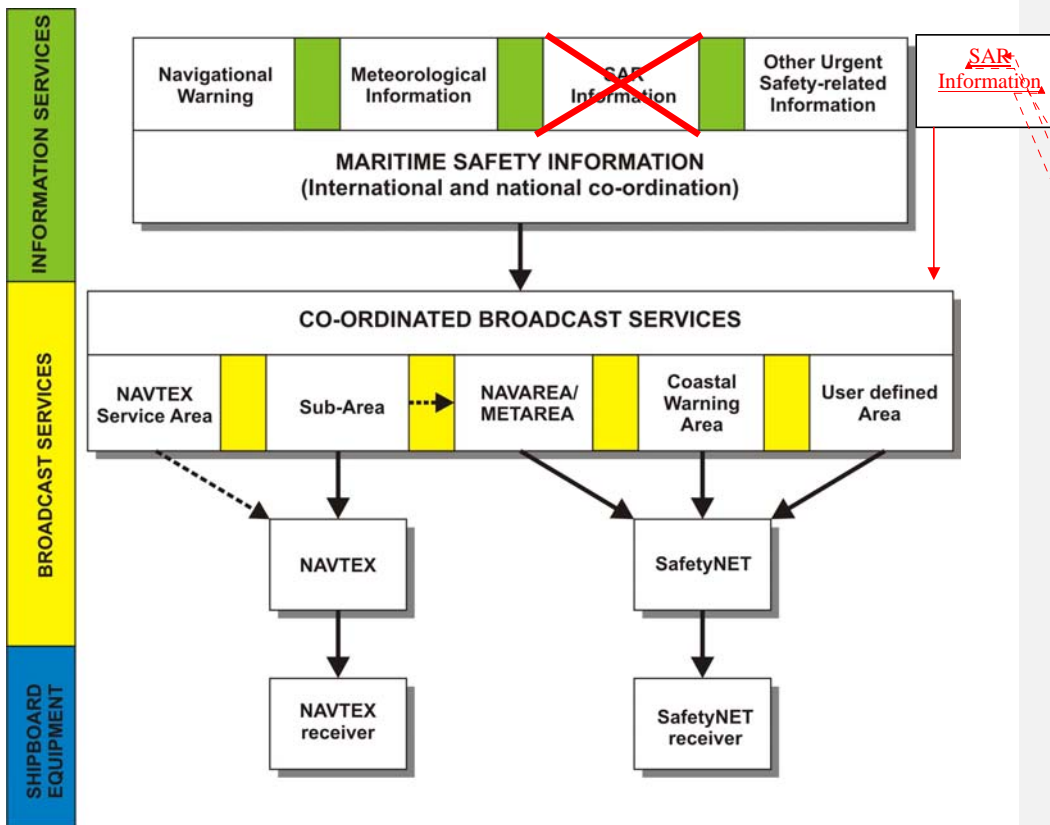 INFORMATION SERVICES
Navigational
Warning
Meteorological
Information
SAR
Information
Other Urgent
Safety-related
Information
SAR
Information
MARITIME SAFETY INFORMATION
(International and national co-ordination)
BROADCAST SERVICES
CO-ORDINATED BROADCAST SERVICES
NAVTEX
Service Area
Sub-Area
NAVAREA/
METAREA
Coastal
Warning
Area
User defined
Area
NAVTEX
SafetyNET
SHIPBOARD
EQUIPMENT
NAVTEX
receiver
SafetyNET
receiver